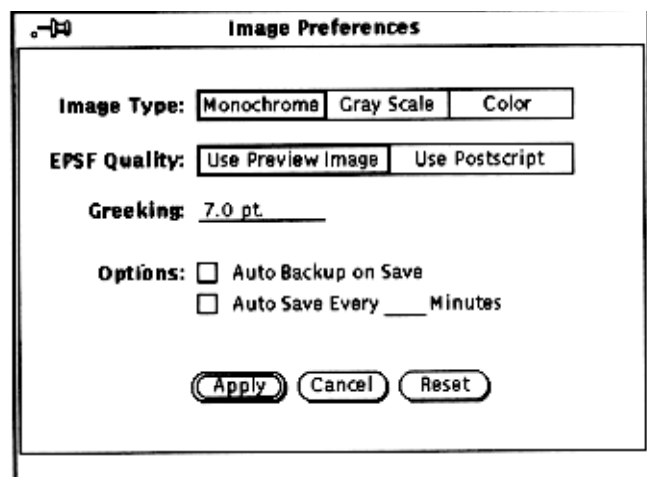 Image Preferences
Image Type: Monochrome Gray Scale Color
EPSF Quality: Use Preview Image Use Postscript
Greeking: 7.0 pt.
Options: Auto Backup on Save
Auto Save Every ____ Minutes
Apply Cancel Reset